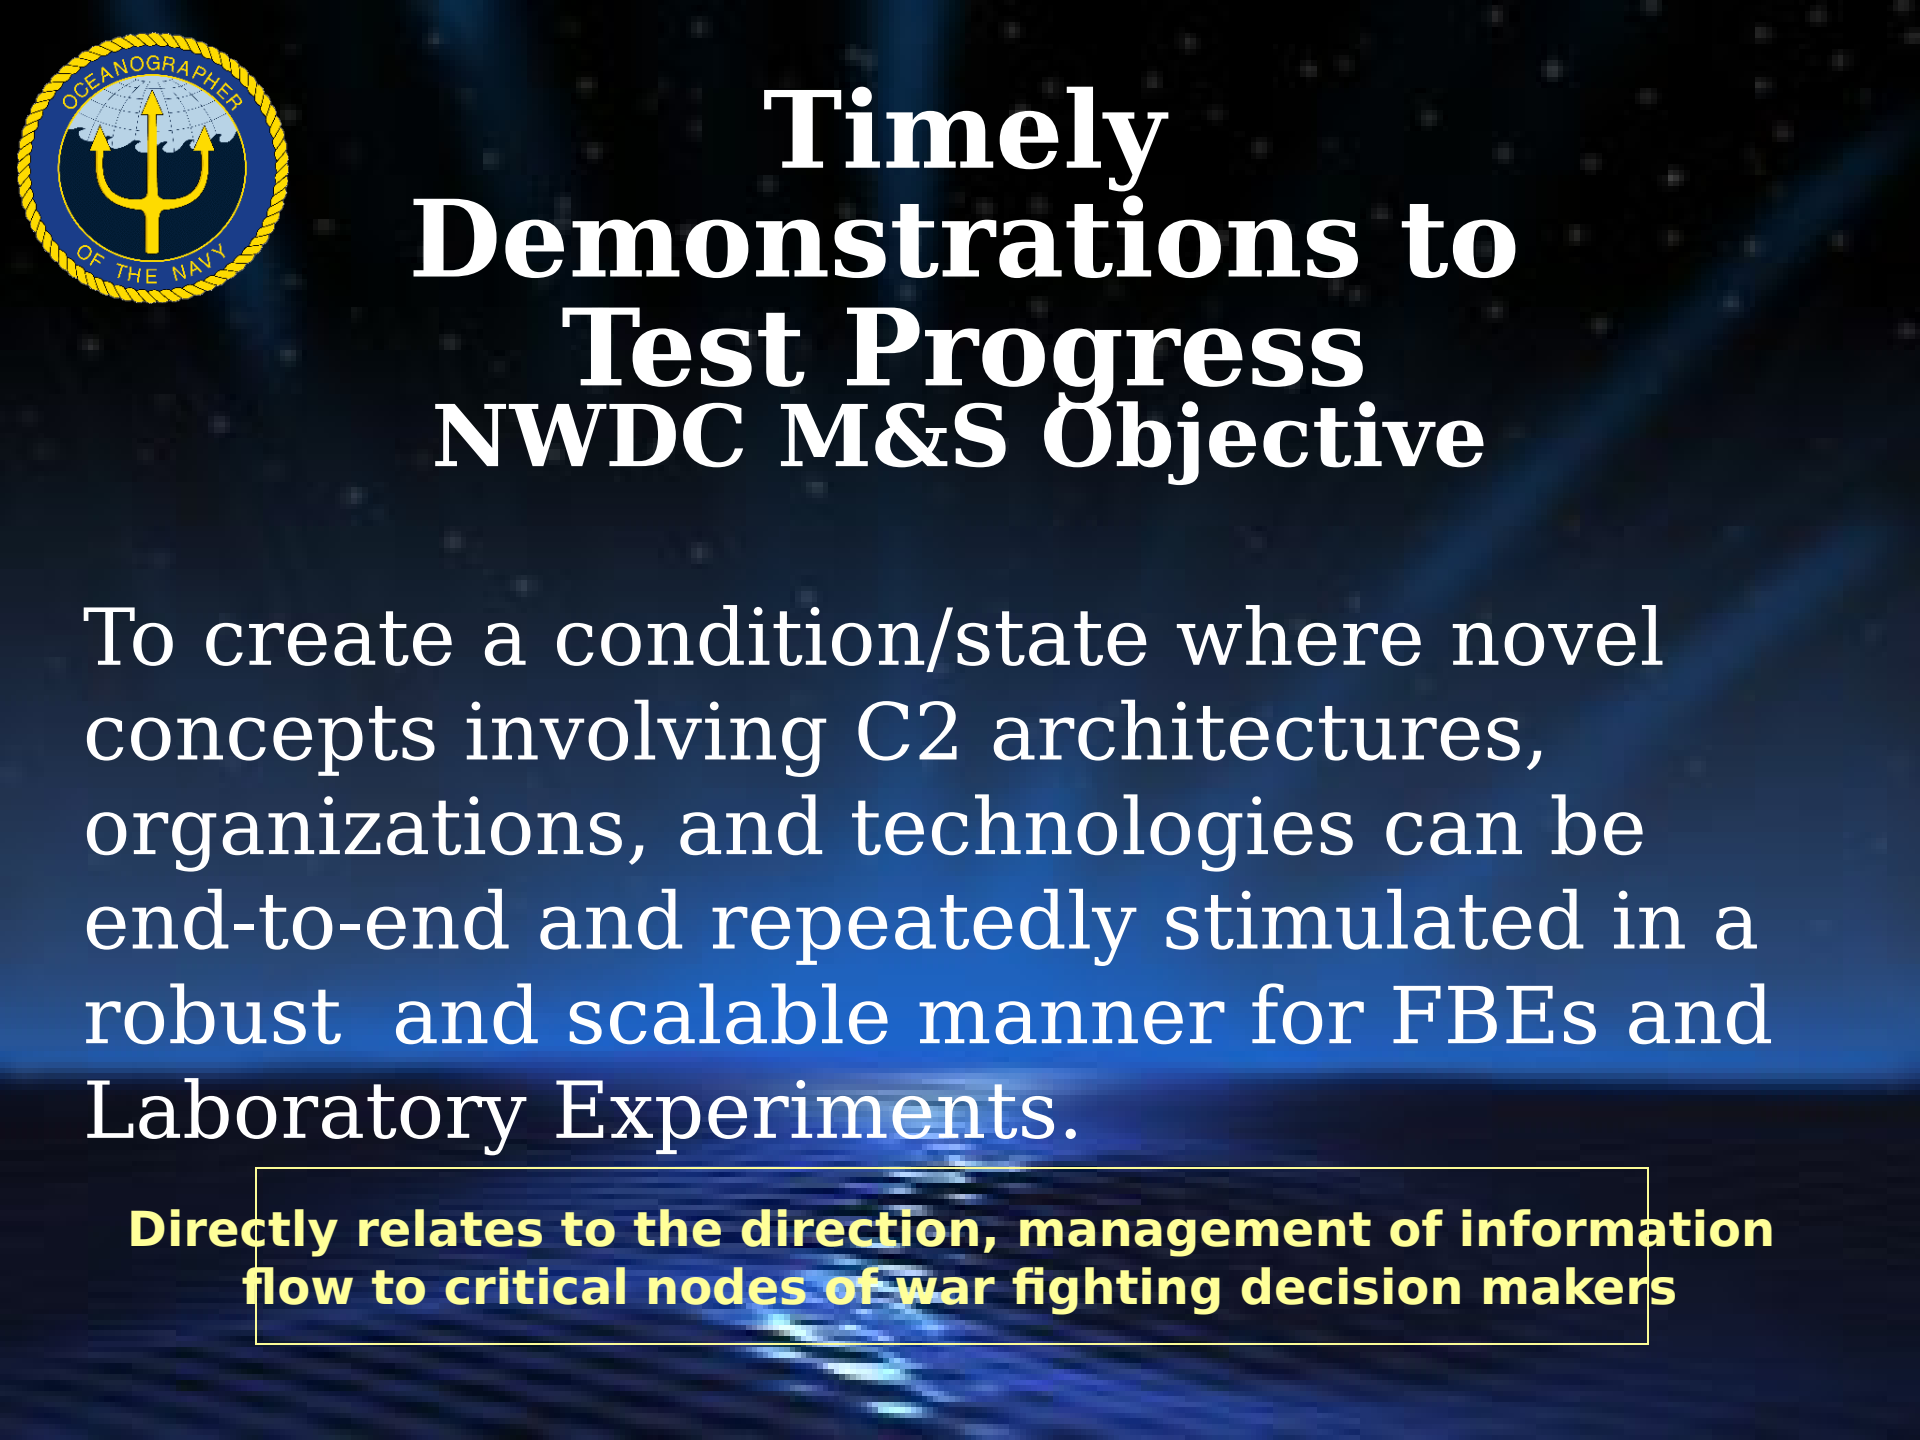 OCEANOGRAPHER
OF THE NAVY
Timely
Demonstrations to
Test Progress
NWDC M&S Objective
To create a condition/state where novel
concepts involving C2 architectures,
organizations, and technologies can be
end-to-end and repeatedly stimulated in a
robust  and scalable manner for FBEs and
Laboratory Experiments.
Directly relates to the direction, management of information
flow to critical nodes of war fighting decision makers